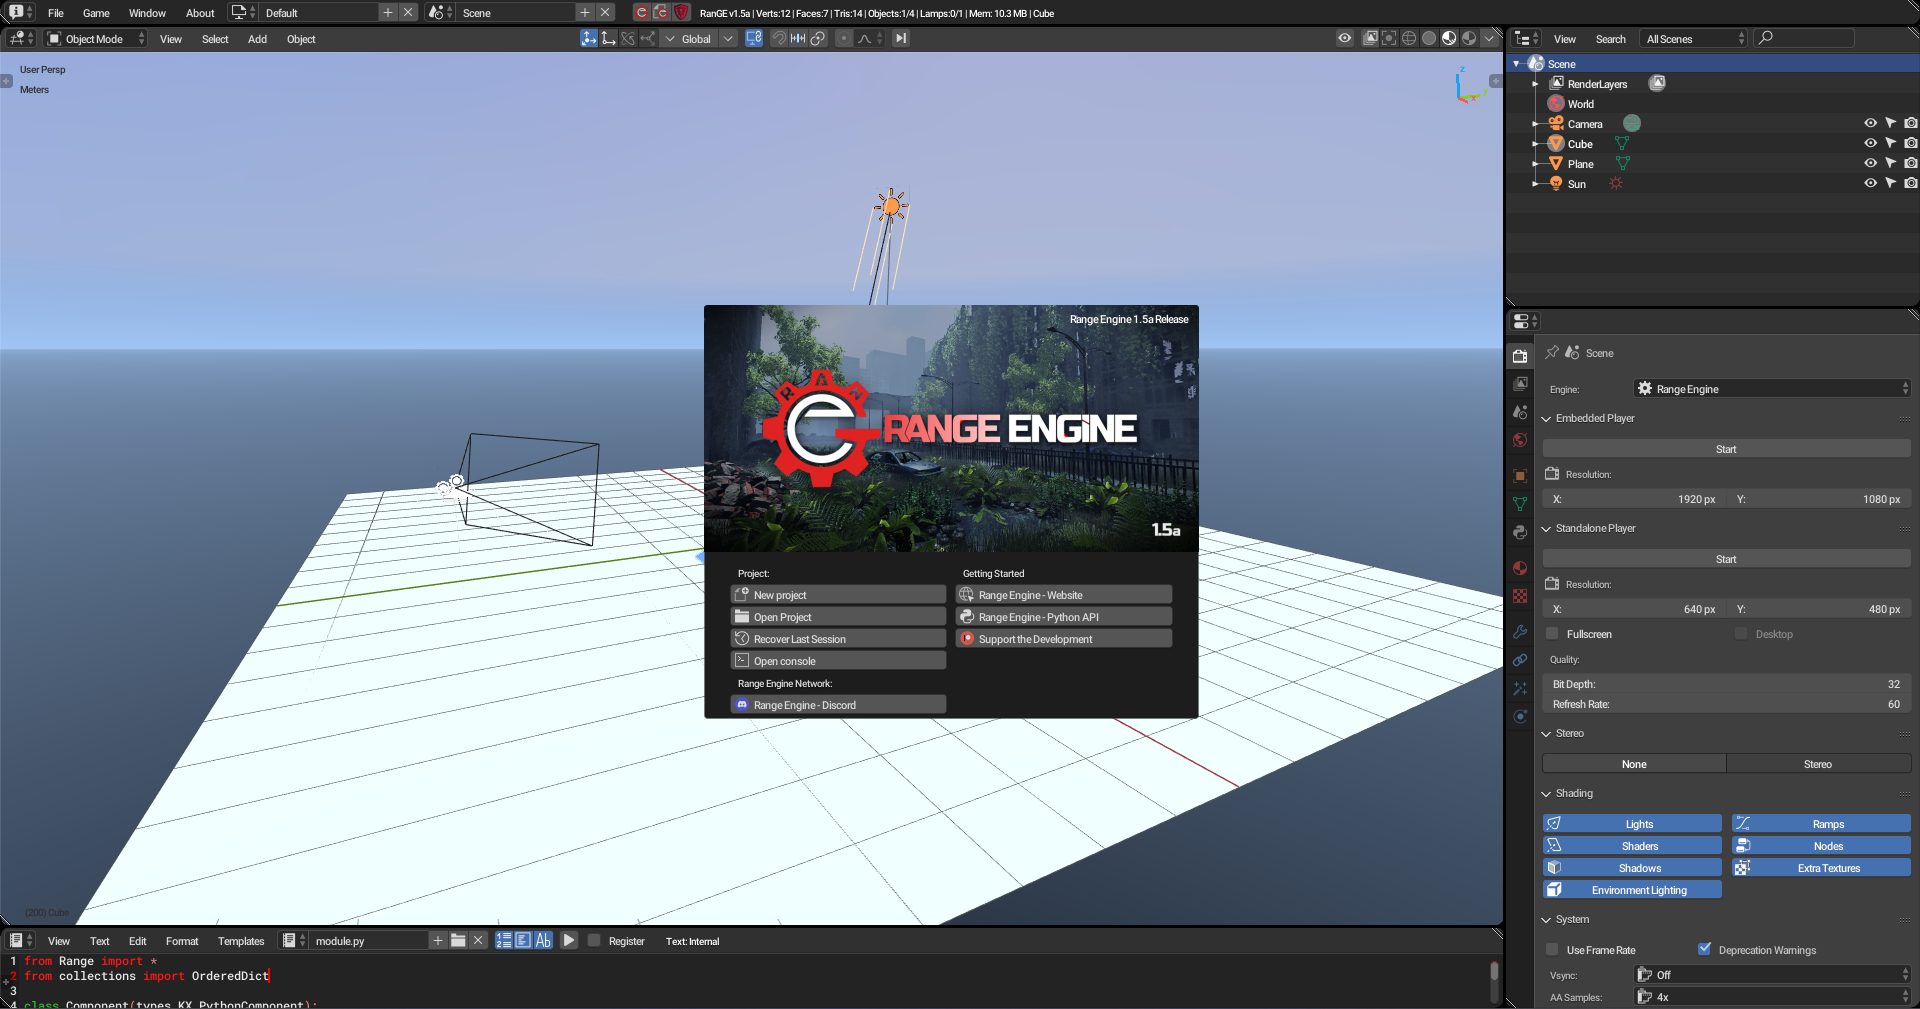 File Game Window About Default Scene RanGE v1.5a | Verts:12 | Faces:7 | Tris:14 | Objects:1/4 | Lamps:0/1 | Mem: 10.3 MB | Cube
Object Mode View Select Add Object Global
User Persp
Meters
Z
(200) Cube
Range Engine 1.5a Release
RAN
RANGE ENGINE
1.5a
Project:
New project
Open Project
Recover Last Session
Open console
Range Engine Network:
Range Engine - Discord
Getting Started
Range Engine - Website
Range Engine - Python API
Support the Development
View Text Edit Format Templates module.py Register Text: Internal
1 from Range import *
2 from collections import OrderedDict
3
4 class Component(types.KX_PythonComponent):
View Search All Scenes
Scene
RenderLayers
World
Camera
Cube
Plane
Sun
Scene
Engine: Range Engine
Embedded Player
Start
Resolution:
X: 1920 px Y: 1080 px
Standalone Player
Start
Resolution:
X: 640 px Y: 480 px
Fullscreen Desktop
Quality:
Bit Depth: 32
Refresh Rate: 60
Stereo
None Stereo
Shading
Lights Ramps
Shaders Nodes
Shadows Extra Textures
Environment Lighting
System
Use Frame Rate Deprecation Warnings
Vsync: Off
AA Samples: 4x